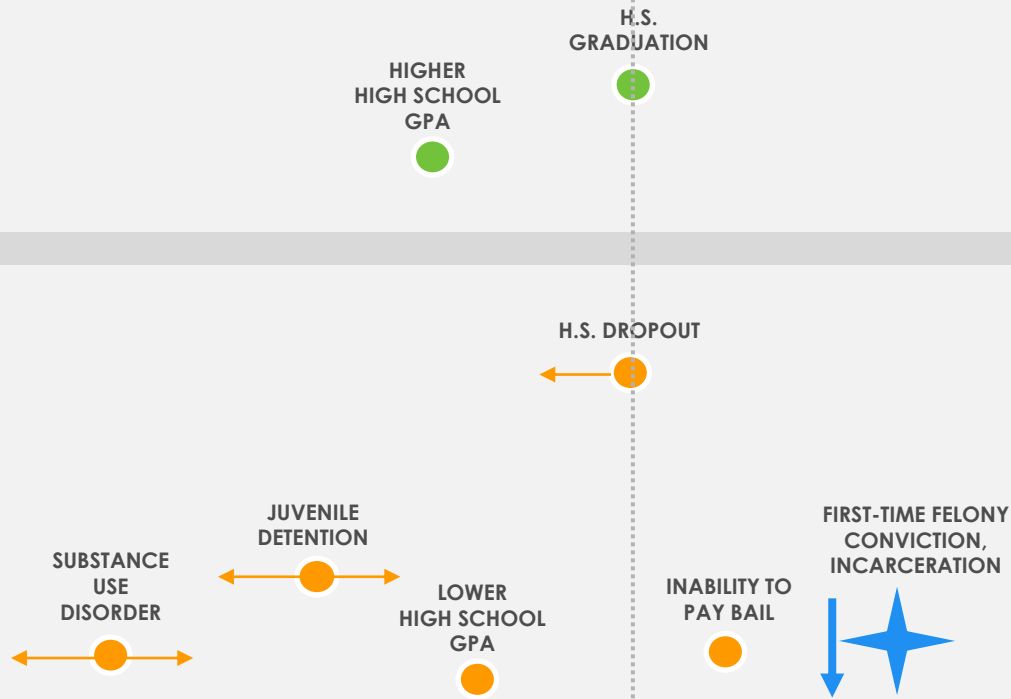 H.S.
GRADUATION
HIGHER
HIGH SCHOOL
GPA
H.S. DROPOUT
JUVENILE
DETENTION
FIRST-TIME FELONY
CONVICTION,
INCARCERATION
SUBSTANCE
USE
DISORDER
LOWER
HIGH SCHOOL
GPA
INABILITY TO
PAY BAIL